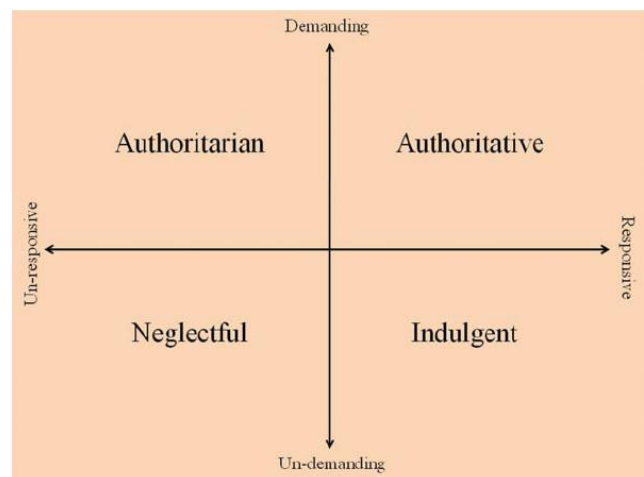 Demanding
Authoritarian
Authoritative
Un-responsive
Responsive
Neglectful
Indulgent
Un-demanding